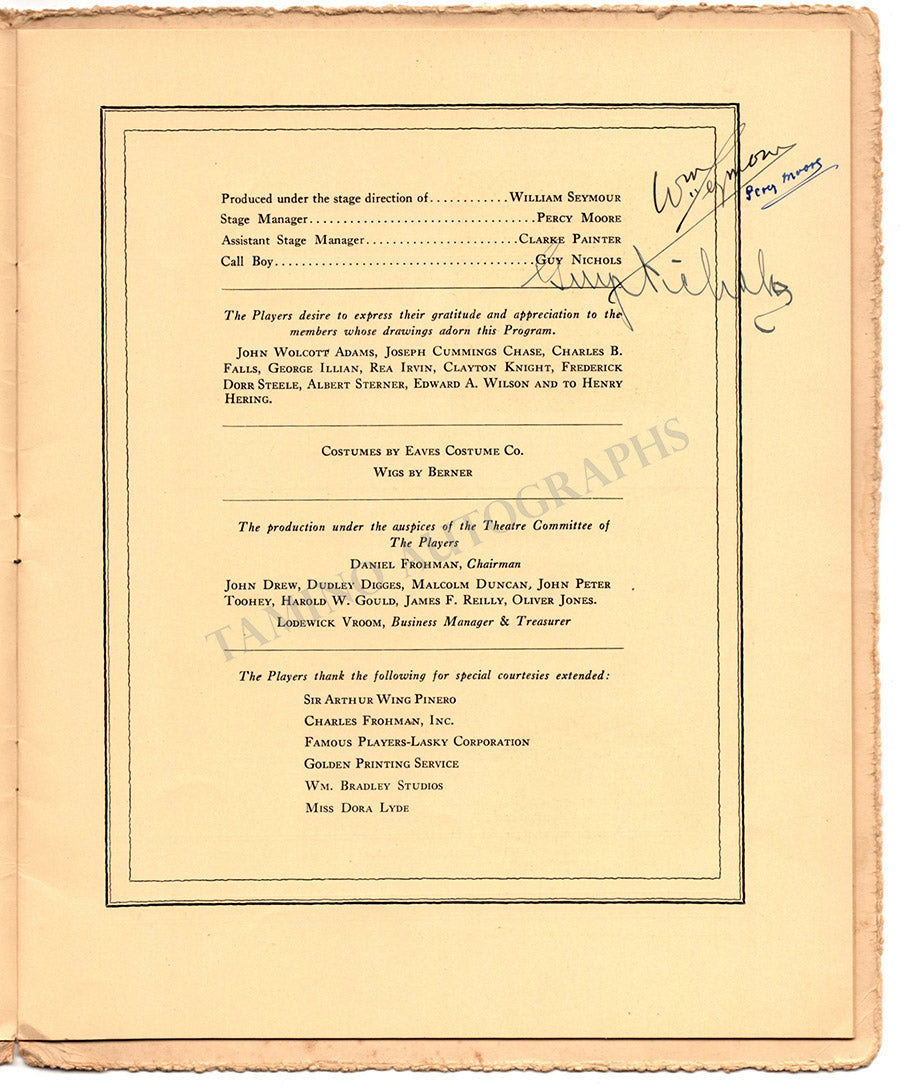 Produced under the stage direction of............WILLIAM SEYMOUR
Wm Seymour
Stage Manager..................................PERCY MOORE
Percy Moore
Assistant Stage Manager.......................CLARKE PAINTER
Call Boy.......................................GUY NICHOLS
Guy Nichols
The Players desire to express their gratitude and appreciation to the
members whose drawings adorn this Program.
JOHN WOLCOTT ADAMS, JOSEPH CUMMINGS CHASE, CHARLES B.
FALLS, GEORGE ILLIAN, REA IRVIN, CLAYTON KNIGHT, FREDERICK
DORR STEELE, ALBERT STERNER, EDWARD A. WILSON AND TO HENRY
HERING.
COSTUMES BY EAVES COSTUME CO.
WIGS BY BERNER
The production under the auspices of the Theatre Committee of
The Players
DANIEL FROHMAN, Chairman
JOHN DREW, DUDLEY DIGGES, MALCOLM DUNCAN, JOHN PETER
TOOHEY, HAROLD W. GOULD, JAMES F. REILLY, OLIVER JONES.
LODEWICK VROOM, Business Manager & Treasurer
TAMINO AUTOGRAPHS
The Players thank the following for special courtesies extended:
SIR ARTHUR WING PINERO
CHARLES FROHMAN, INC.
FAMOUS PLAYERS-LASKY CORPORATION
GOLDEN PRINTING SERVICE
WM. BRADLEY STUDIOS
MISS DORA LYDE